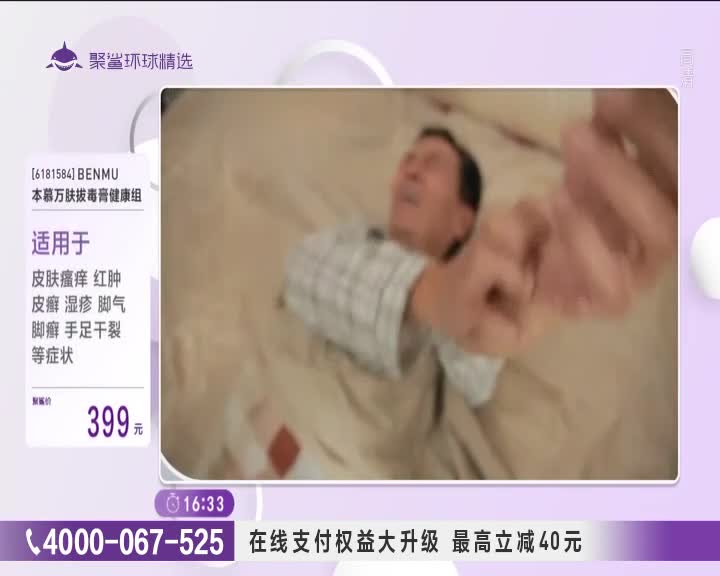 聚鲨环球精选
高清
[6181584] BENMU
本慕万肤拔毒膏健康组
适用于
皮肤瘙痒 红肿
皮癣 湿疹 脚气
脚癣 手足干裂
等症状
聚鲨价
399元
16:33
4000-067-525
在线支付权益大升级 最高立减40元